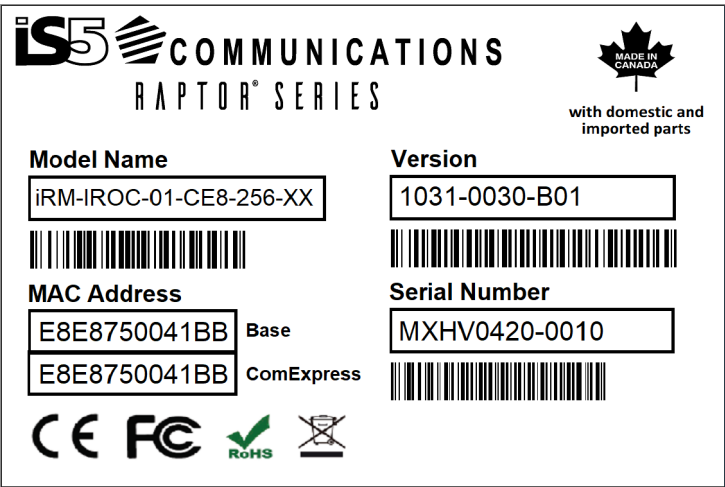 iS5 COMMUNICATIONS
RAPTOR® SERIES
MADE IN
CANADA
with domestic and
imported parts
Model Name
iRM-IROC-01-CE8-256-XX
Version
1031-0030-B01
MAC Address
E8E8750041BB Base
E8E8750041BB ComExpress
Serial Number
MXHV0420-0010
CE FC RoHS